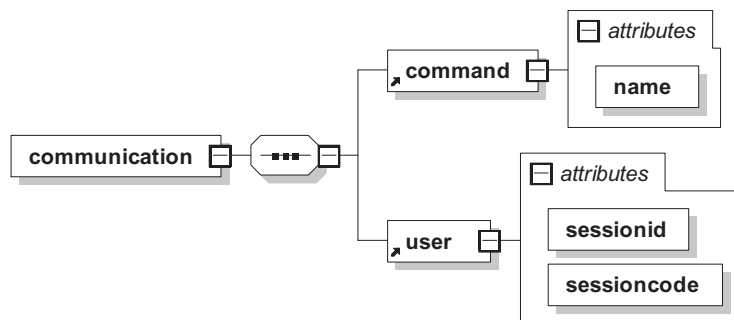 attributes
command
name
communication
attributes
user
sessionid
sessioncode